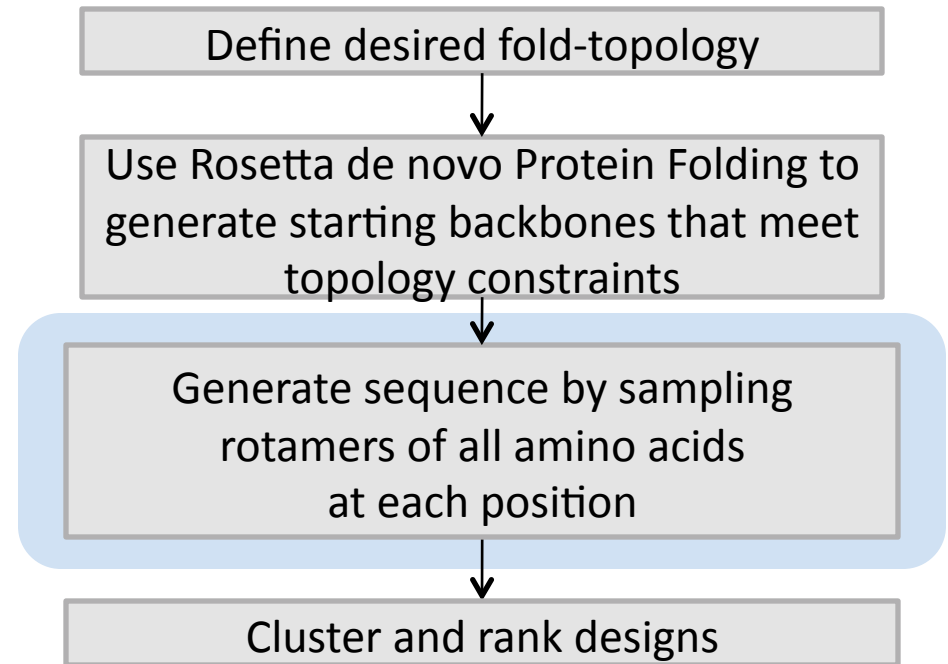 Define desired fold-topology
Use Rosetta de novo Protein Folding to
generate starting backbones that meet
topology constraints
Generate sequence by sampling
rotamers of all amino acids
at each position
Cluster and rank designs